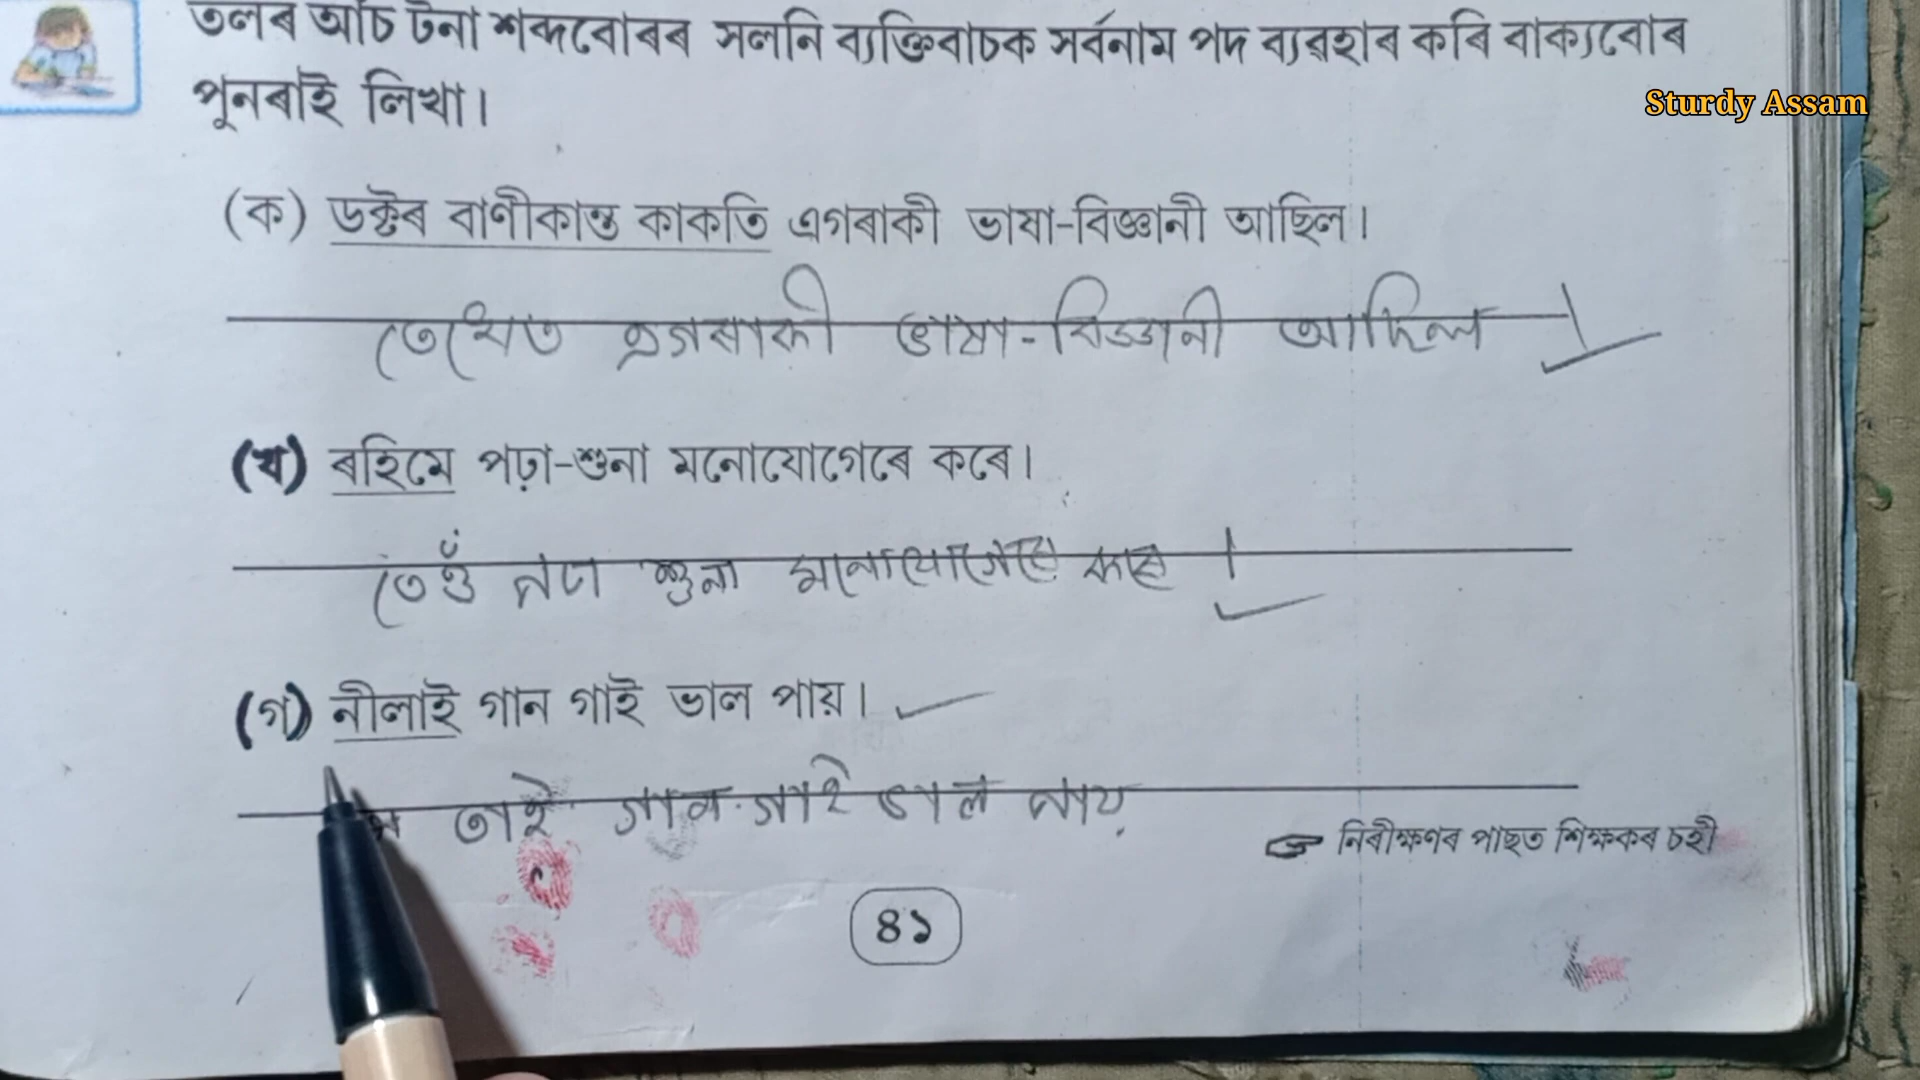 তলৰ আঁচ টনা শব্দবোৰৰ সলনি ব্যক্তিবাচক সৰ্বনাম পদ ব্যৱহাৰ কৰি বাক্যবোৰ
পুনৰাই লিখা।
Sturdy Assam
(ক) ডক্টৰ বাণীকান্ত কাকতি এগৰাকী ভাষা-বিজ্ঞানী আছিল।
তেখেত এগৰাকী ভাষা-বিজ্ঞানী আছিল।
(খ) ৰহিমে পঢ়া-শুনা মনোযোগেৰে কৰে।
তেওঁ পঢা শুনা মনোযোগেৰে কৰে।
(গ) নীলাই গান গাই ভাল পায়।
তাই গান গাই ভাল পায়
নিৰীক্ষণৰ পাছত শিক্ষকৰ চহী
৪১